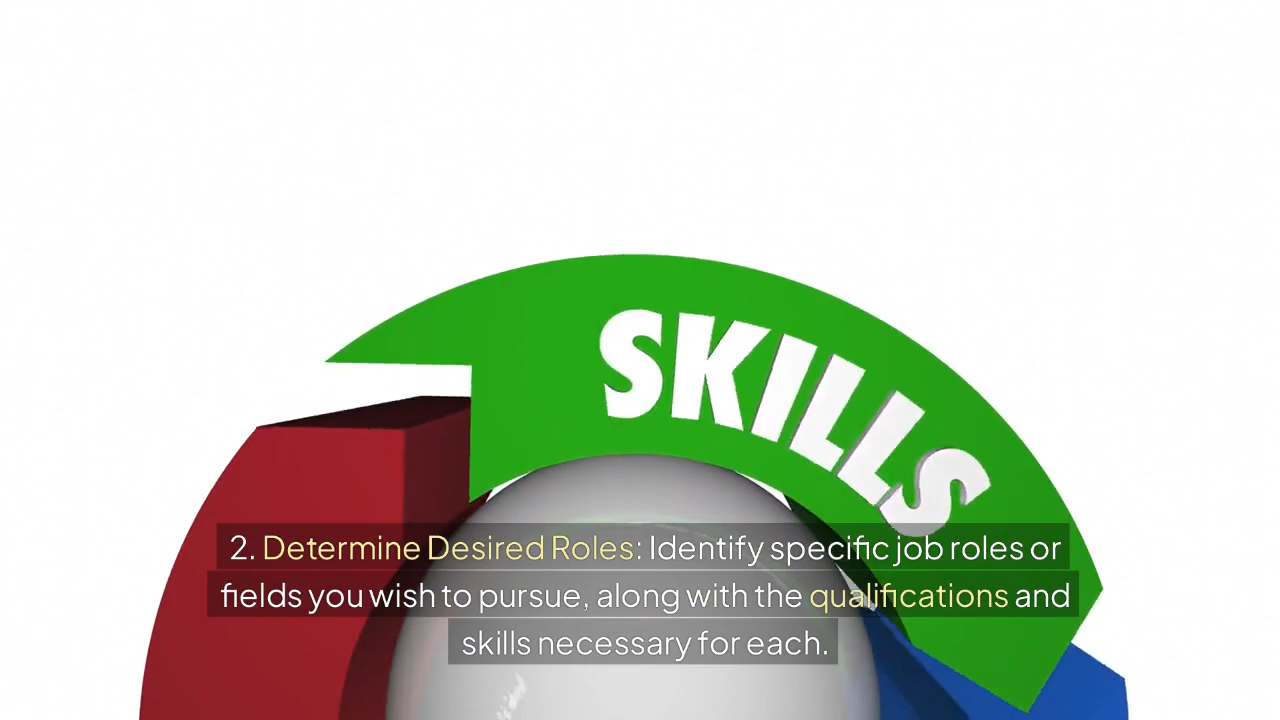 SKILLS
2. Determine Desired Roles: Identify specific job roles or
fields you wish to pursue, along with the qualifications and
skills necessary for each.